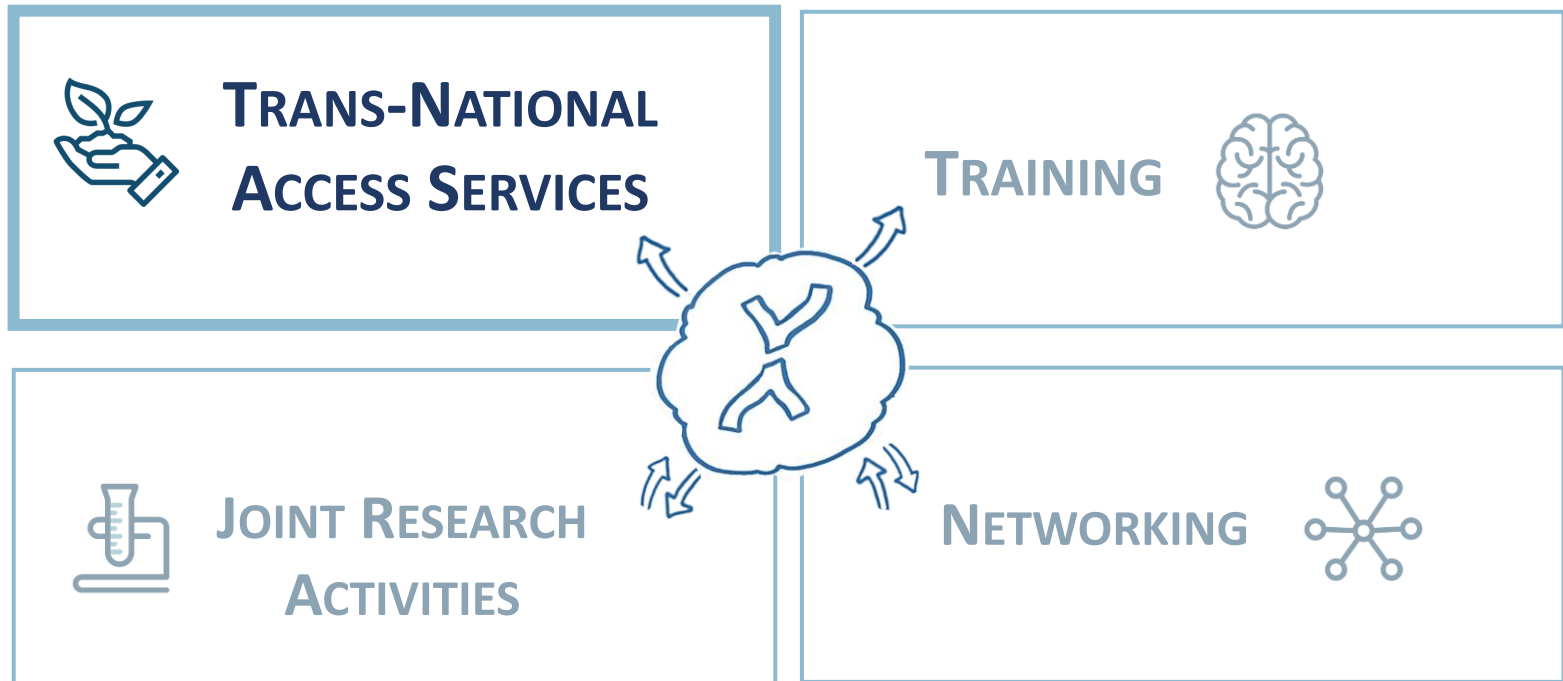 TRANS-NATIONAL
ACCESS SERVICES
TRAINING
JOINT RESEARCH
ACTIVITIES
NETWORKING